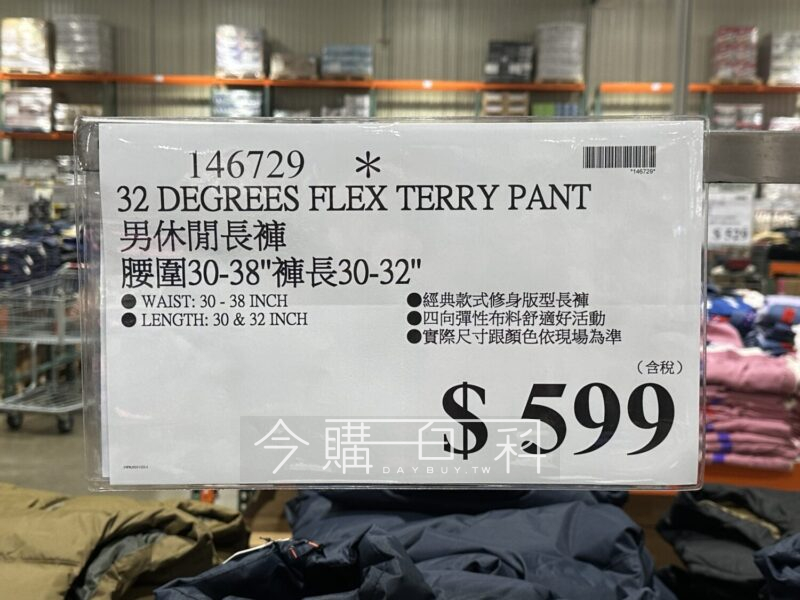 146729 *
*146729*
32 DEGREES FLEX TERRY PANT
男休閒長褲
腰圍30-38"褲長30-32"
● WAIST: 30 - 38 INCH
● LENGTH: 30 & 32 INCH
●經典款式修身版型長褲
●四向彈性布料舒適好活動
●實際尺寸跟顏色依現場為準
（含稅）
$ 599
今購百科
DAYBUY.TW
$ 529